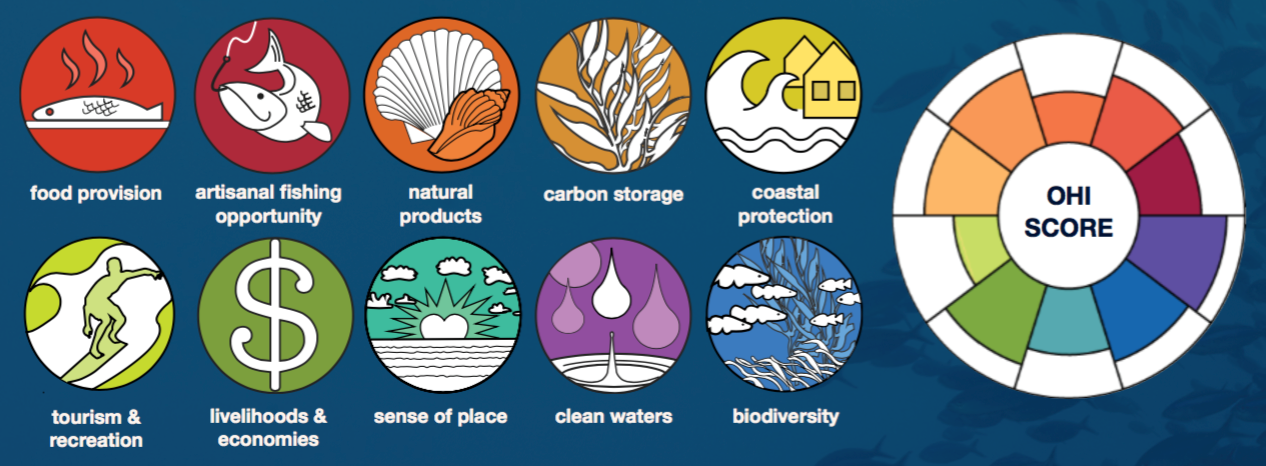 food provision
artisanal fishing
opportunity
natural
products
carbon storage
coastal
protection
tourism &
recreation
livelihoods &
economies
sense of place
clean waters
biodiversity
OHI
SCORE